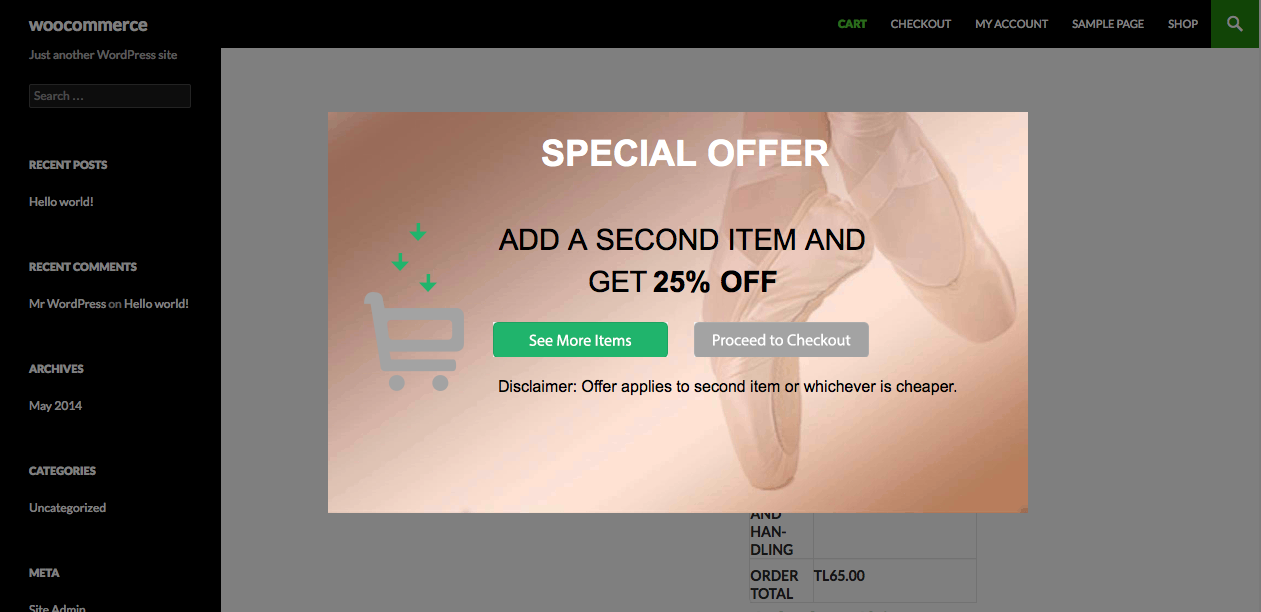 woocommerce
Just another WordPress site
Search …
RECENT POSTS
Hello world!
RECENT COMMENTS
Mr WordPress on Hello world!
ARCHIVES
May 2014
CATEGORIES
Uncategorized
META
Site Admin
CART CHECKOUT MY ACCOUNT SAMPLE PAGE SHOP
SPECIAL OFFER
ADD A SECOND ITEM AND
GET 25% OFF
See More Items Proceed to Checkout
Disclaimer: Offer applies to second item or whichever is cheaper.
AND
HAN-
DLING
ORDER TL65.00
TOTAL